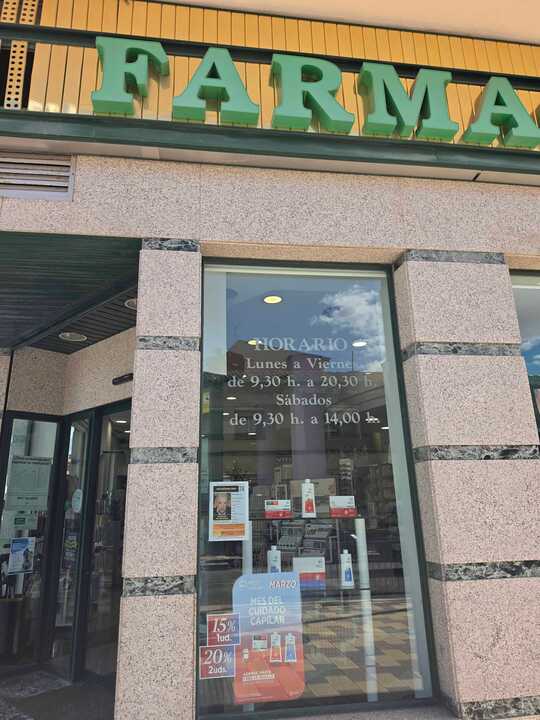 FARMA
HORARIO
Lunes a Vierne
de 9,30 h. a 20,30 h.
Sábados
de 9,30 h. a 14,00 h.
MARZO
MES DEL
CUIDADO
CAPILAR
15%
1ud.
20%
2uds.